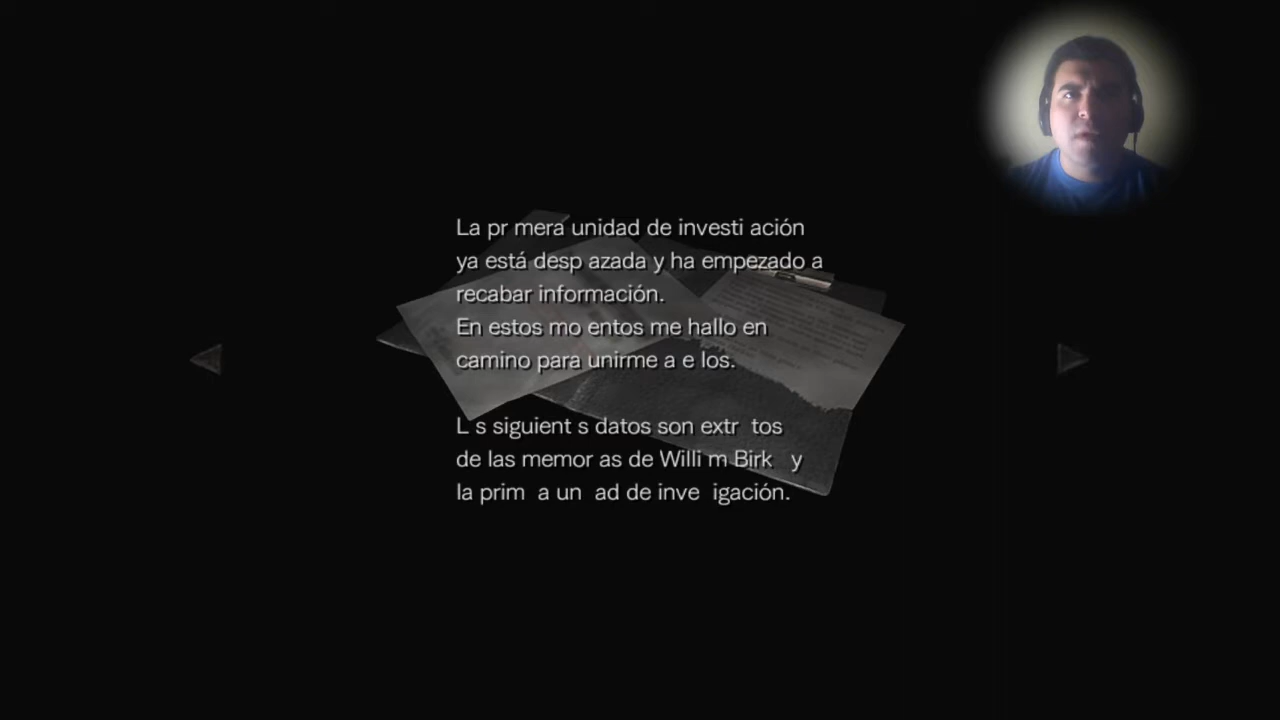 La pr mera unidad de investi ación
ya está desp azada y ha empezado a
recabar información.
En estos mo entos me hallo en
camino para unirme a e los.
L s siguient s datos son extr  tos
de las memor as de Willi m Birk   y
la prim  a un  ad de inve  igación.